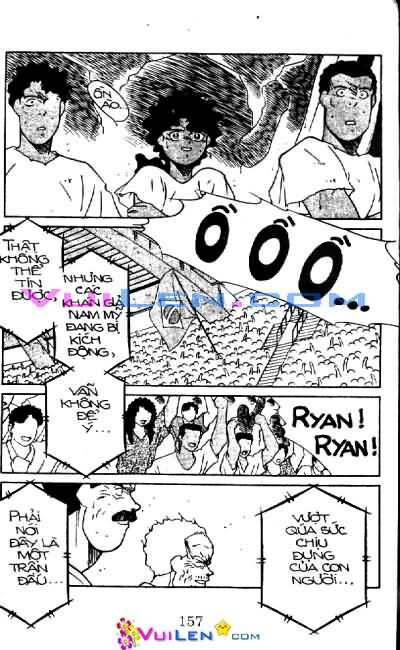 ỒN
ÀO.
Ồ ỒỒ...
THẬT
KHÔNG
THỂ
TIN
ĐƯỢC,
NHƯNG
CÁC
KHÁN GIẢ
NAM MỸ
ĐANG BỊ
KÍCH
ĐỘNG,
VẪN
KHÔNG
ĐỂ
Ý...
VUILEN.COM
RYAN!
RYAN!
PHẢI
NÓI
ĐÂY LÀ
MỘT
TRẬN
ĐẤU...
VƯỢT
QÚA SỨC
CHỊU
ĐỰNG
CỦA CON
NGƯỜI...
157
VUILEN.COM